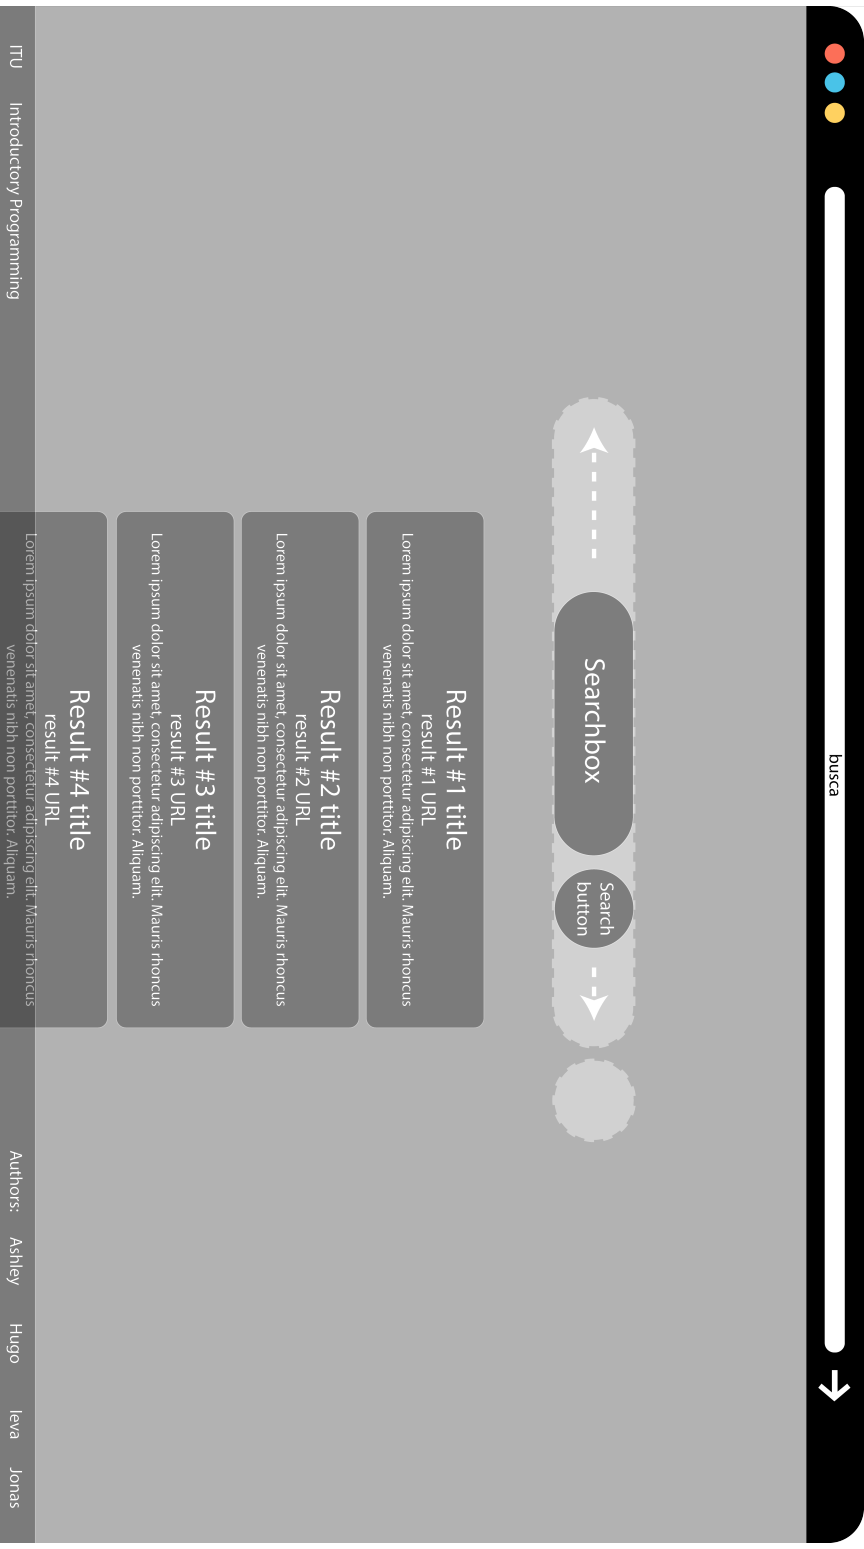 busca
Searchbox
Search
button
Result #1 title
result #1 URL
Lorem ipsum dolor sit amet, consectetur adipiscing elit. Mauris rhoncus
venenatis nibh non porttitor. Aliquam.
Result #2 title
result #2 URL
Lorem ipsum dolor sit amet, consectetur adipiscing elit. Mauris rhoncus
venenatis nibh non porttitor. Aliquam.
Result #3 title
result #3 URL
Lorem ipsum dolor sit amet, consectetur adipiscing elit. Mauris rhoncus
venenatis nibh non porttitor. Aliquam.
Result #4 title
result #4 URL
Lorem ipsum dolor sit amet, consectetur adipiscing elit. Mauris rhoncus
venenatis nibh non porttitor. Aliquam.
ITU Introductory Programming Authors: Ashley Hugo Ieva Jonas